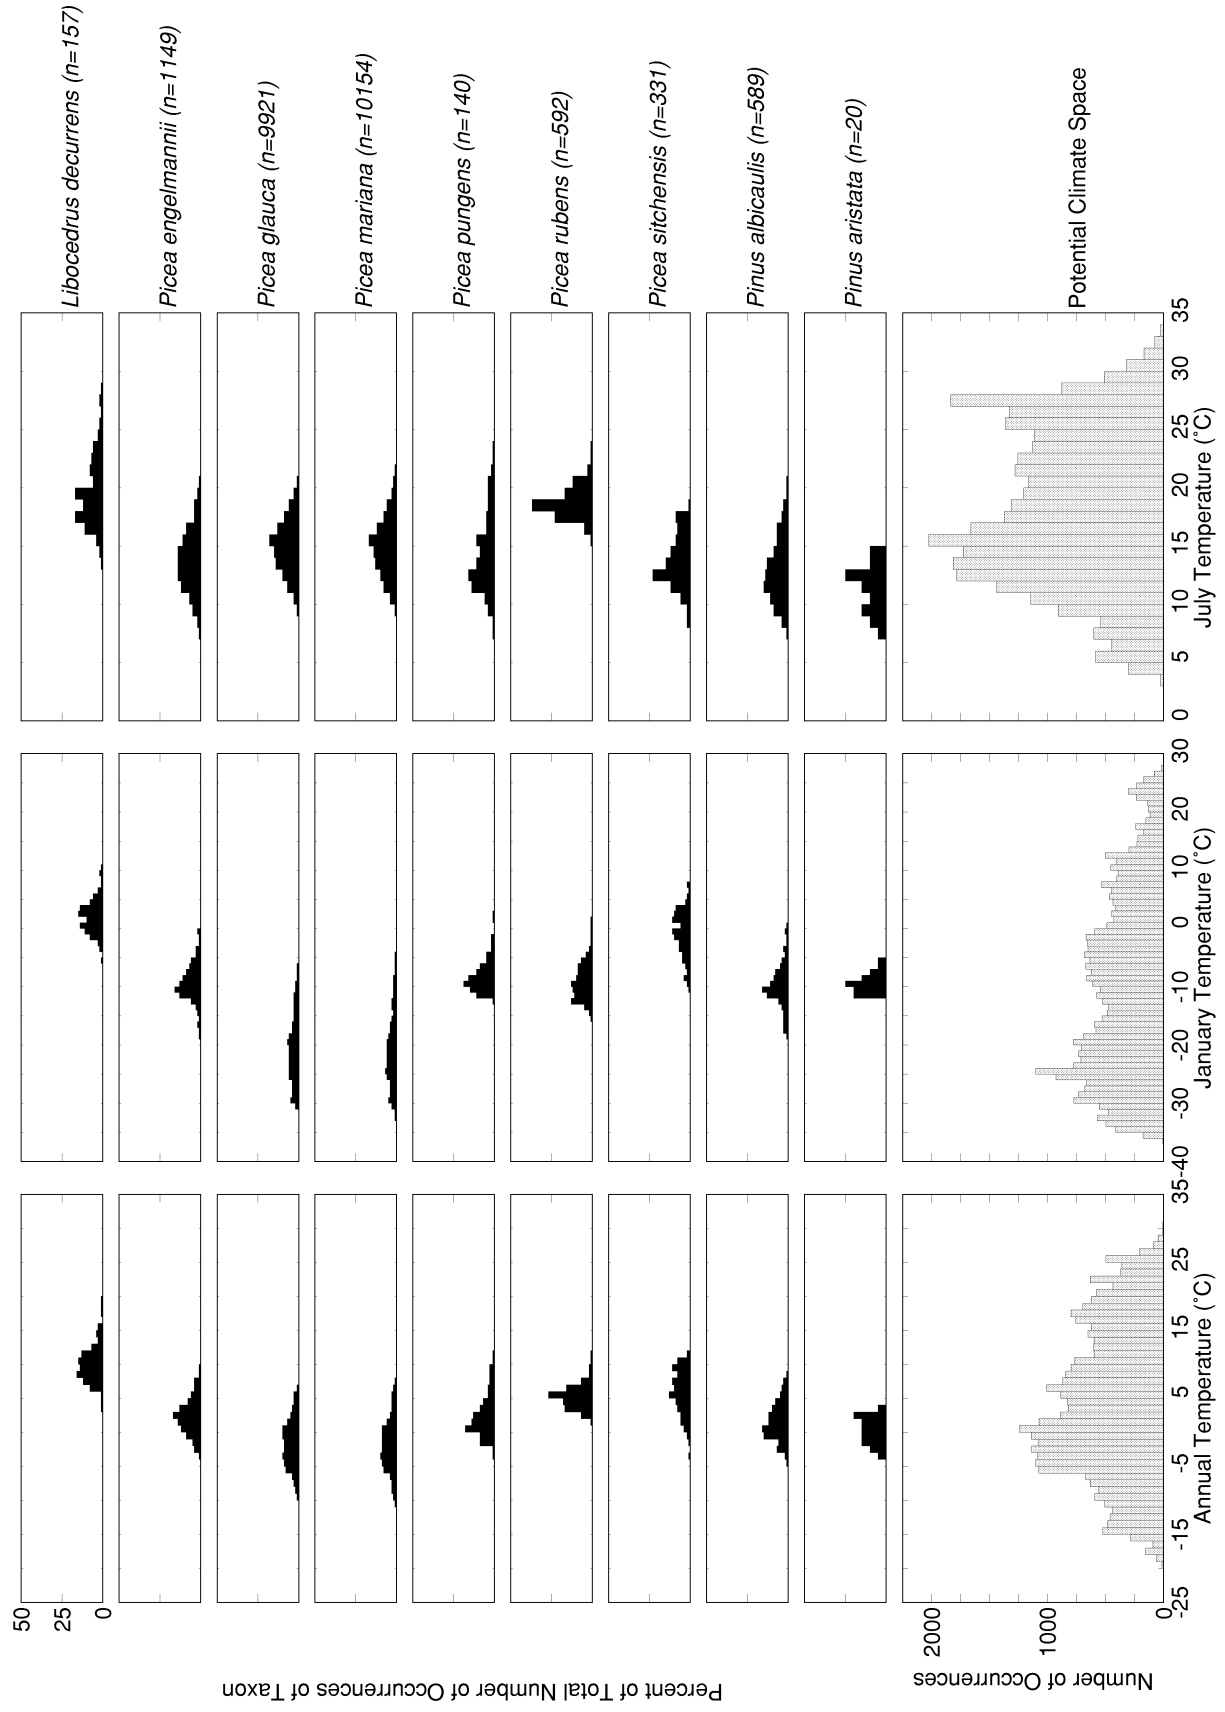 Libocedrus decurrens (n=157)
Picea engelmannii (n=1149)
Picea glauca (n=9921)
Picea mariana (n=10154)
Picea pungens (n=140)
Picea rubens (n=592)
Picea sitchensis (n=331)
Pinus albicaulis (n=589)
Pinus aristata (n=20)
Potential Climate Space
50
25
0
Percent of Total Number of Occurrences of Taxon
2000
1000
0
Number of Occurrences
-25
-15
-5
5
15
25
35
Annual Temperature (˚C)
-40
-30
-20
-10
0
10
20
30
January Temperature (˚C)
0
5
10
15
20
25
30
35
July Temperature (˚C)